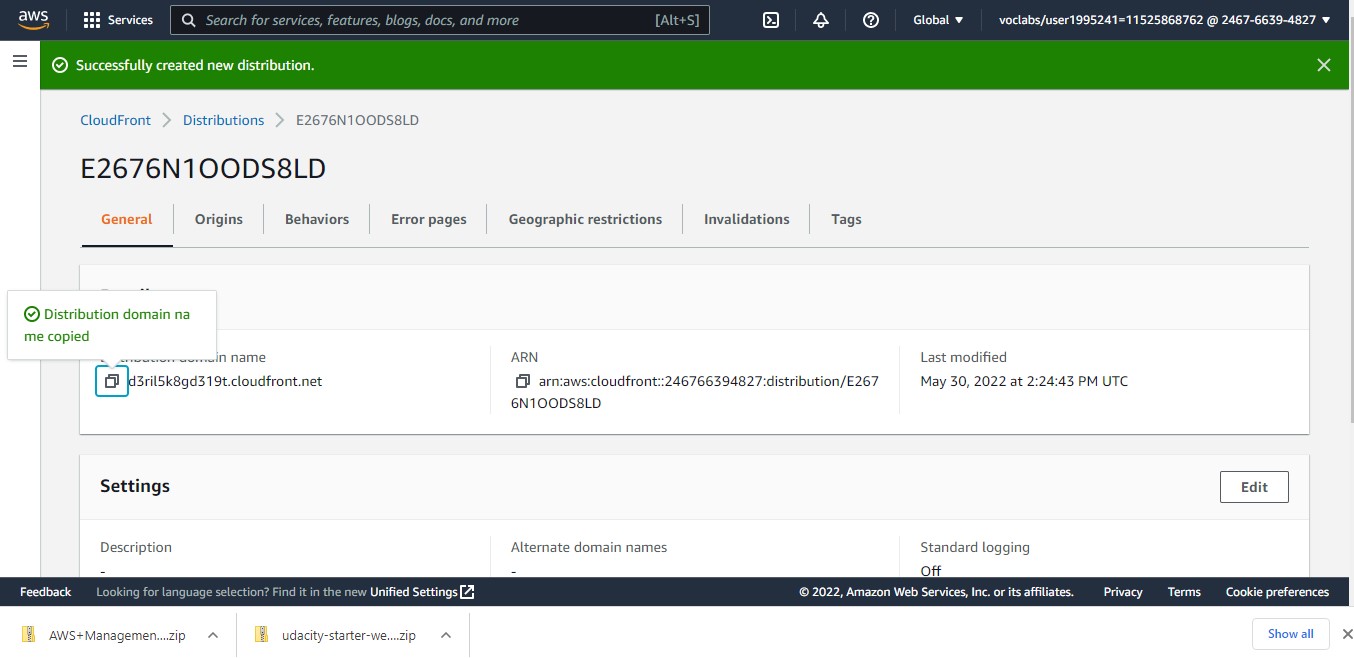 aws
Services
Search for services, features, blogs, docs, and more
[Alt+S]
Global
voclabs/user1995241=11525868762 @ 2467-6639-4827
Successfully created new distribution.
CloudFront
Distributions
E2676N1OODS8LD
E2676N1OODS8LD
General
Origins
Behaviors
Error pages
Geographic restrictions
Invalidations
Tags
Distribution domain na
me copied
Distribution domain name
d3ril5k8gd319t.cloudfront.net
ARN
arn:aws:cloudfront::246766394827:distribution/E267
6N1OODS8LD
Last modified
May 30, 2022 at 2:24:43 PM UTC
Settings
Edit
Description
-
Alternate domain names
-
Standard logging
Off
Feedback
Looking for language selection? Find it in the new Unified Settings
© 2022, Amazon Web Services, Inc. or its affiliates.
Privacy
Terms
Cookie preferences
AWS+Managemen....zip
udacity-starter-we....zip
Show all